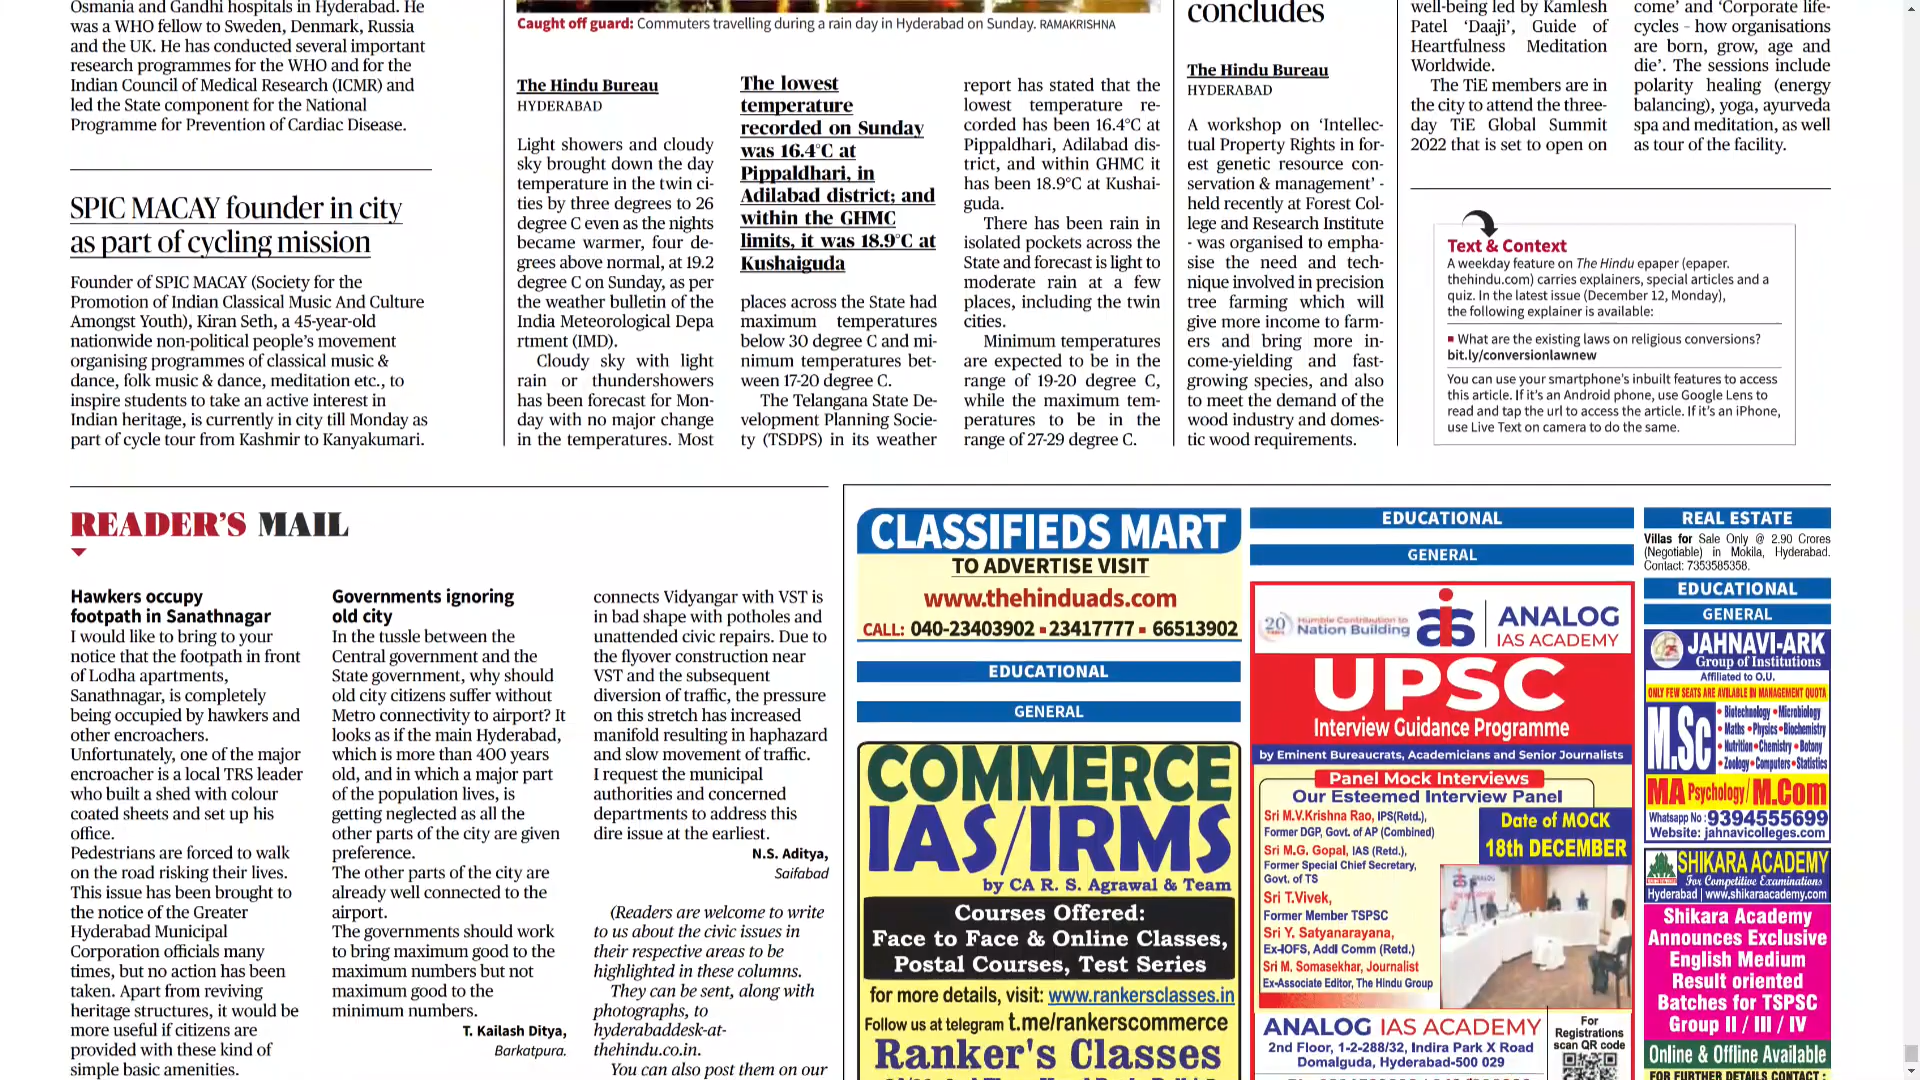 Osmania and Gandhi hospitals in Hyderabad. He
was a WHO fellow to Sweden, Denmark, Russia
and the UK. He has conducted several important
research programmes for the WHO and for the
Indian Council of Medical Research (ICMR) and
led the State component for the National
Programme for Prevention of Cardiac Disease.
SPIC MACAY founder in city
as part of cycling mission
Founder of SPIC MACAY (Society for the
Promotion of Indian Classical Music And Culture
Amongst Youth), Kiran Seth, a 45-year-old
nationwide non-political people's movement
organising programmes of classical music &
dance, folk music & dance, meditation etc., to
inspire students to take an active interest in
Indian heritage, is currently in city till Monday as
part of cycle tour from Kashmir to Kanyakumari.
Caught off guard: Commuters travelling during a rain day in Hyderabad on Sunday. RAMAKRISHNA
The Hindu Bureau
HYDERABAD
Light showers and cloudy
sky brought down the day
temperature in the twin ci-
ties by three degrees to 26
degree C even as the nights
became warmer, four de-
grees above normal, at 19.2
degree C on Sunday, as per
the weather bulletin of the
India Meteorological Depa
rtment (IMD).
Cloudy sky with light
rain or thundershowers
has been forecast for Mon-
day with no major change
in the temperatures. Most
The lowest
temperature
recorded on Sunday
was 16.4°C at
Pippaldhari, in
Adilabad district; and
within the GHMC
limits, it was 18.9°C at
Kushaiguda
places across the State had
maximum temperatures
below 30 degree C and mi-
nimum temperatures bet-
ween 17-20 degree C.
The Telangana State De-
velopment Planning Socie-
ty (TSDPS) in its weather
report has stated that the
lowest temperature re-
corded has been 16.4°C at
Pippaldhari, Adilabad dis-
trict, and within GHMC it
has been 18.9°C at Kushai-
guda.
There has been rain in
isolated pockets across the
State and forecast is light to
moderate rain at a few
places, including the twin
cities.
Minimum temperatures
are expected to be in the
range of 19-20 degree C,
while the maximum tem-
peratures to be in the
range of 27-29 degree C.
concludes
The Hindu Bureau
HYDERABAD
A workshop on 'Intellec-
tual Property Rights in for-
est genetic resource con-
servation & management' -
held recently at Forest Col-
lege and Research Institute
- was organised to empha-
sise the need and tech-
nique involved in precision
tree farming which will
give more income to farm-
ers and bring more in-
come-yielding and fast-
growing species, and also
to meet the demand of the
wood industry and domes-
tic wood requirements.
well-being led by Kamlesh
Patel 'Daaji', Guide of
Heartfulness Meditation
Worldwide.
The TiE members are in
the city to attend the three-
day TiE Global Summit
2022 that is set to open on
come' and 'Corporate life-
cycles - how organisations
are born, grow, age and
die'. The sessions include
polarity healing (energy
balancing), yoga, ayurveda
spa and meditation, as well
as tour of the facility.
Text & Context
A weekday feature on The Hindu epaper (epaper.
thehindu.com) carries explainers, special articles and a
quiz. In the latest issue (December 12, Monday),
the following explainer is available:
What are the existing laws on religious conversions?
bit.ly/conversionlawnew
You can use your smartphone's inbuilt features to access
this article. If it's an Android phone, use Google Lens to
read and tap the url to access the article. If it's an iPhone,
use Live Text on camera to do the same.
READER'S MAIL
Hawkers occupy
footpath in Sanathnagar
I would like to bring to your
notice that the footpath in front
of Lodha apartments,
Sanathnagar, is completely
being occupied by hawkers and
other encroachers.
Unfortunately, one of the major
encroacher is a local TRS leader
who built a shed with colour
coated sheets and set up his
office.
Pedestrians are forced to walk
on the road risking their lives.
This issue has been brought to
the notice of the Greater
Hyderabad Municipal
Corporation officials many
times, but no action has been
taken. Apart from reviving
heritage structures, it would be
more useful if citizens are
provided with these kind of
simple basic amenities.
Governments ignoring
old city
In the tussle between the
Central government and the
State government, why should
old city citizens suffer without
Metro connectivity to airport? It
looks as if the main Hyderabad,
which is more than 400 years
old, and in which a major part
of the population lives, is
getting neglected as all the
other parts of the city are given
preference.
The other parts of the city are
already well connected to the
airport.
The governments should work
to bring maximum good to the
maximum numbers but not
maximum good to the
minimum numbers.
T. Kailash Ditya,
Barkatpura.
connects Vidyangar with VST is
in bad shape with potholes and
unattended civic repairs. Due to
the flyover construction near
VST and the subsequent
diversion of traffic, the pressure
on this stretch has increased
manifold resulting in haphazard
and slow movement of traffic.
I request the municipal
authorities and concerned
departments to address this
dire issue at the earliest.
N.S. Aditya,
Saifabad
(Readers are welcome to write
to us about the civic issues in
their respective areas to be
highlighted in these columns.
They can be sent, along with
photographs, to
hyderabaddesk-at-
thehindu.co.in.
You can also post them on our
CLASSIFIEDS MART
TO ADVERTISE VISIT
www.thehinduads.com
CALL: 040-23403902 ▪ 23417777 ▪ 66513902
EDUCATIONAL
GENERAL
COMMERCE
IAS/IRMS
by CA R. S. Agrawal & Team
Courses Offered:
Face to Face & Online Classes,
Postal Courses, Test Series
for more details, visit: www.rankersclasses.in
Follow us at telegram t.me/rankerscommerce
Ranker's Classes
EDUCATIONAL
GENERAL
20
Humble Contribution to
Nation Building
ais
ANALOG
IAS ACADEMY
UPSC
Interview Guidance Programme
by Eminent Bureaucrats, Academicians and Senior Journalists
Panel Mock Interviews
Our Esteemed Interview Panel
Sri M.V.Krishna Rao, IPS(Retd.),
Former DGP, Govt. of AP (Combined)
Sri M.G. Gopal, IAS (Retd.),
Former Special Chief Secretary,
Govt. of TS
Sri T.Vivek,
Former Member TSPSC
Sri Y. Satyanarayana,
Ex-IOFS, Addl Comm (Retd.)
Sri M. Somasekhar, Journalist
Ex-Associate Editor, The Hindu Group
Date of MOCK
18th DECEMBER
ANALOG IAS ACADEMY
2nd Floor, 1-2-288/32, Indira Park X Road
Domalguda, Hyderabad-500 029
For
Registrations
scan QR code
REAL ESTATE
Villas for Sale Only @ 2.90 Crores
(Negotiable) in Mokila, Hyderabad.
Contact: 7353585358.
EDUCATIONAL
GENERAL
JAHNAVI-ARK
Group of Institutions
Affiliated to O.U.
ONLY FEW SEATS ARE AVILABLE IN MANAGEMENT QUOTA
M.Sc
• Biotechnology • Microbiology
• Maths • Physics • Biochemistry
• Nutrition • Chemistry • Botany
• Zoology • Computers • Statistics
MA Psychology/ M.Com
Whatsapp No : 9394555699
Website: jahnavicolleges.com
SHIKARA ACADEMY
For Competitive Examinations
Hyderabad | www.shikaraacademy.com
Shikara Academy
Announces Exclusive
English Medium
Result oriented
Batches for TSPSC
Group II / III / IV
Online & Offline Available
FOR FURTHER DETAILS CONTACT :